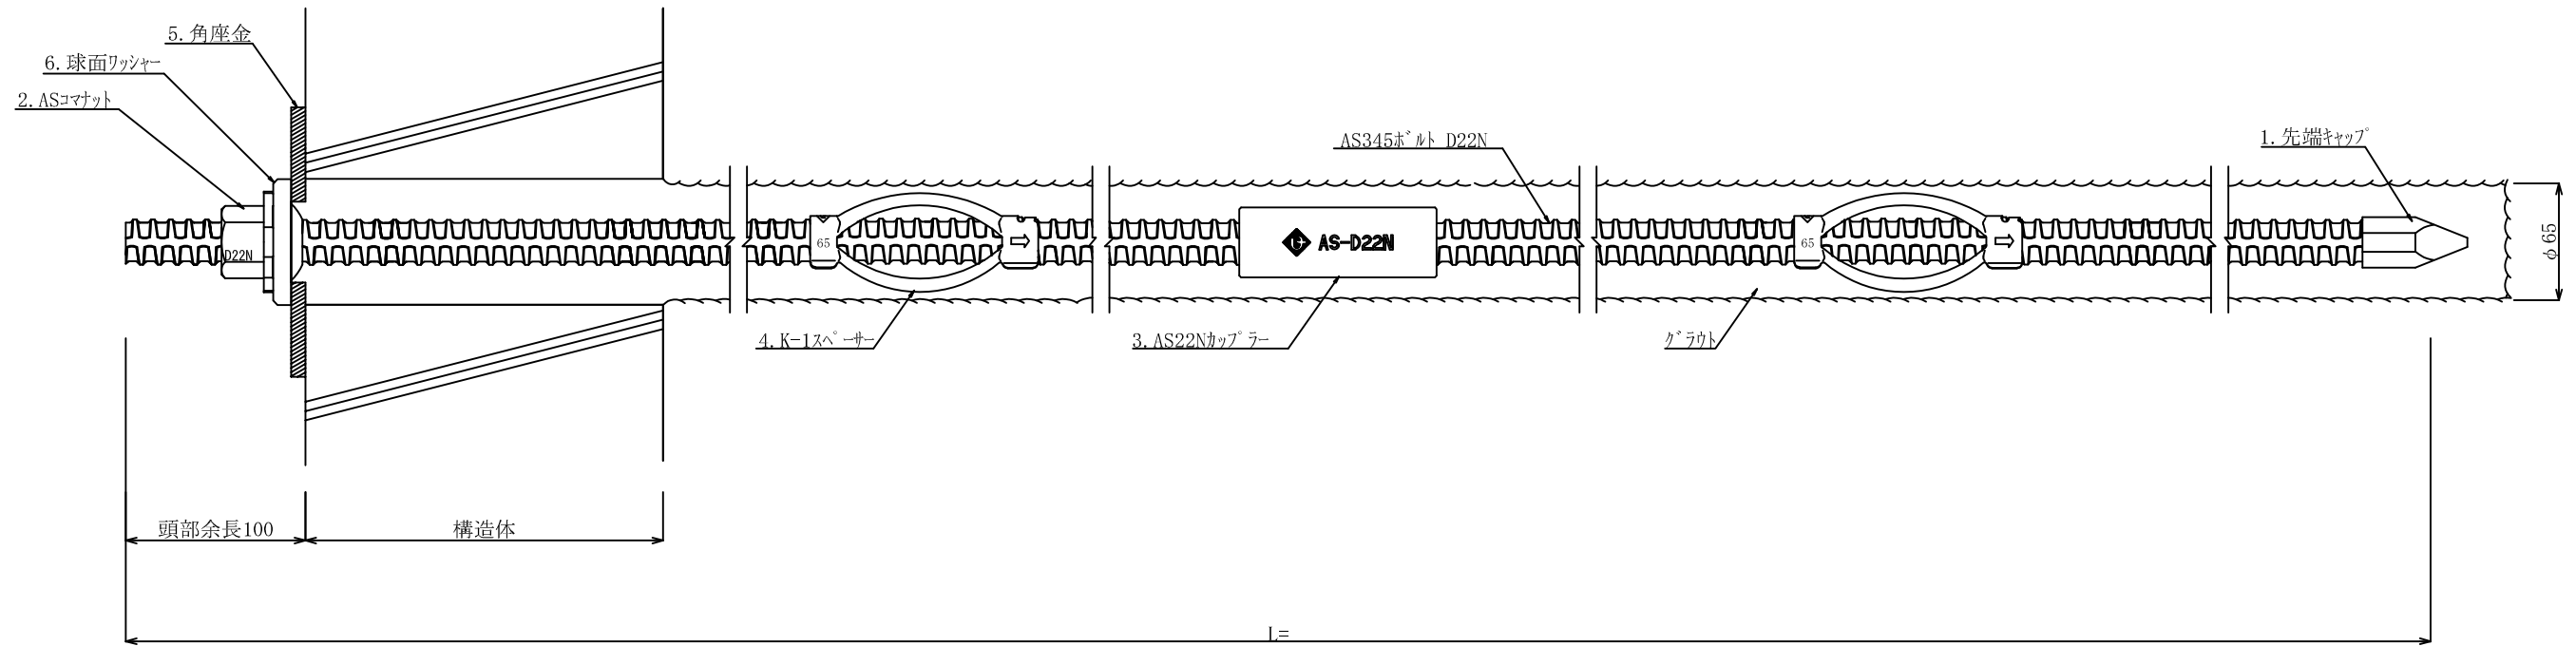 5. 角座金
6. 球面ﾜｯｼｬｰ
2. ASｺﾏﾅｯﾄ
AS345ﾎﾞﾙﾄ D22N
1. 先端ｷｬｯﾌﾟ
D22N
65
G AS-D22N
65
φ65
4. K-1ｽﾍﾟｰｻｰ
3. AS22Nｶｯﾌﾟﾗｰ
ｸﾞﾗｳﾄ
頭部余長100
構造体
L=